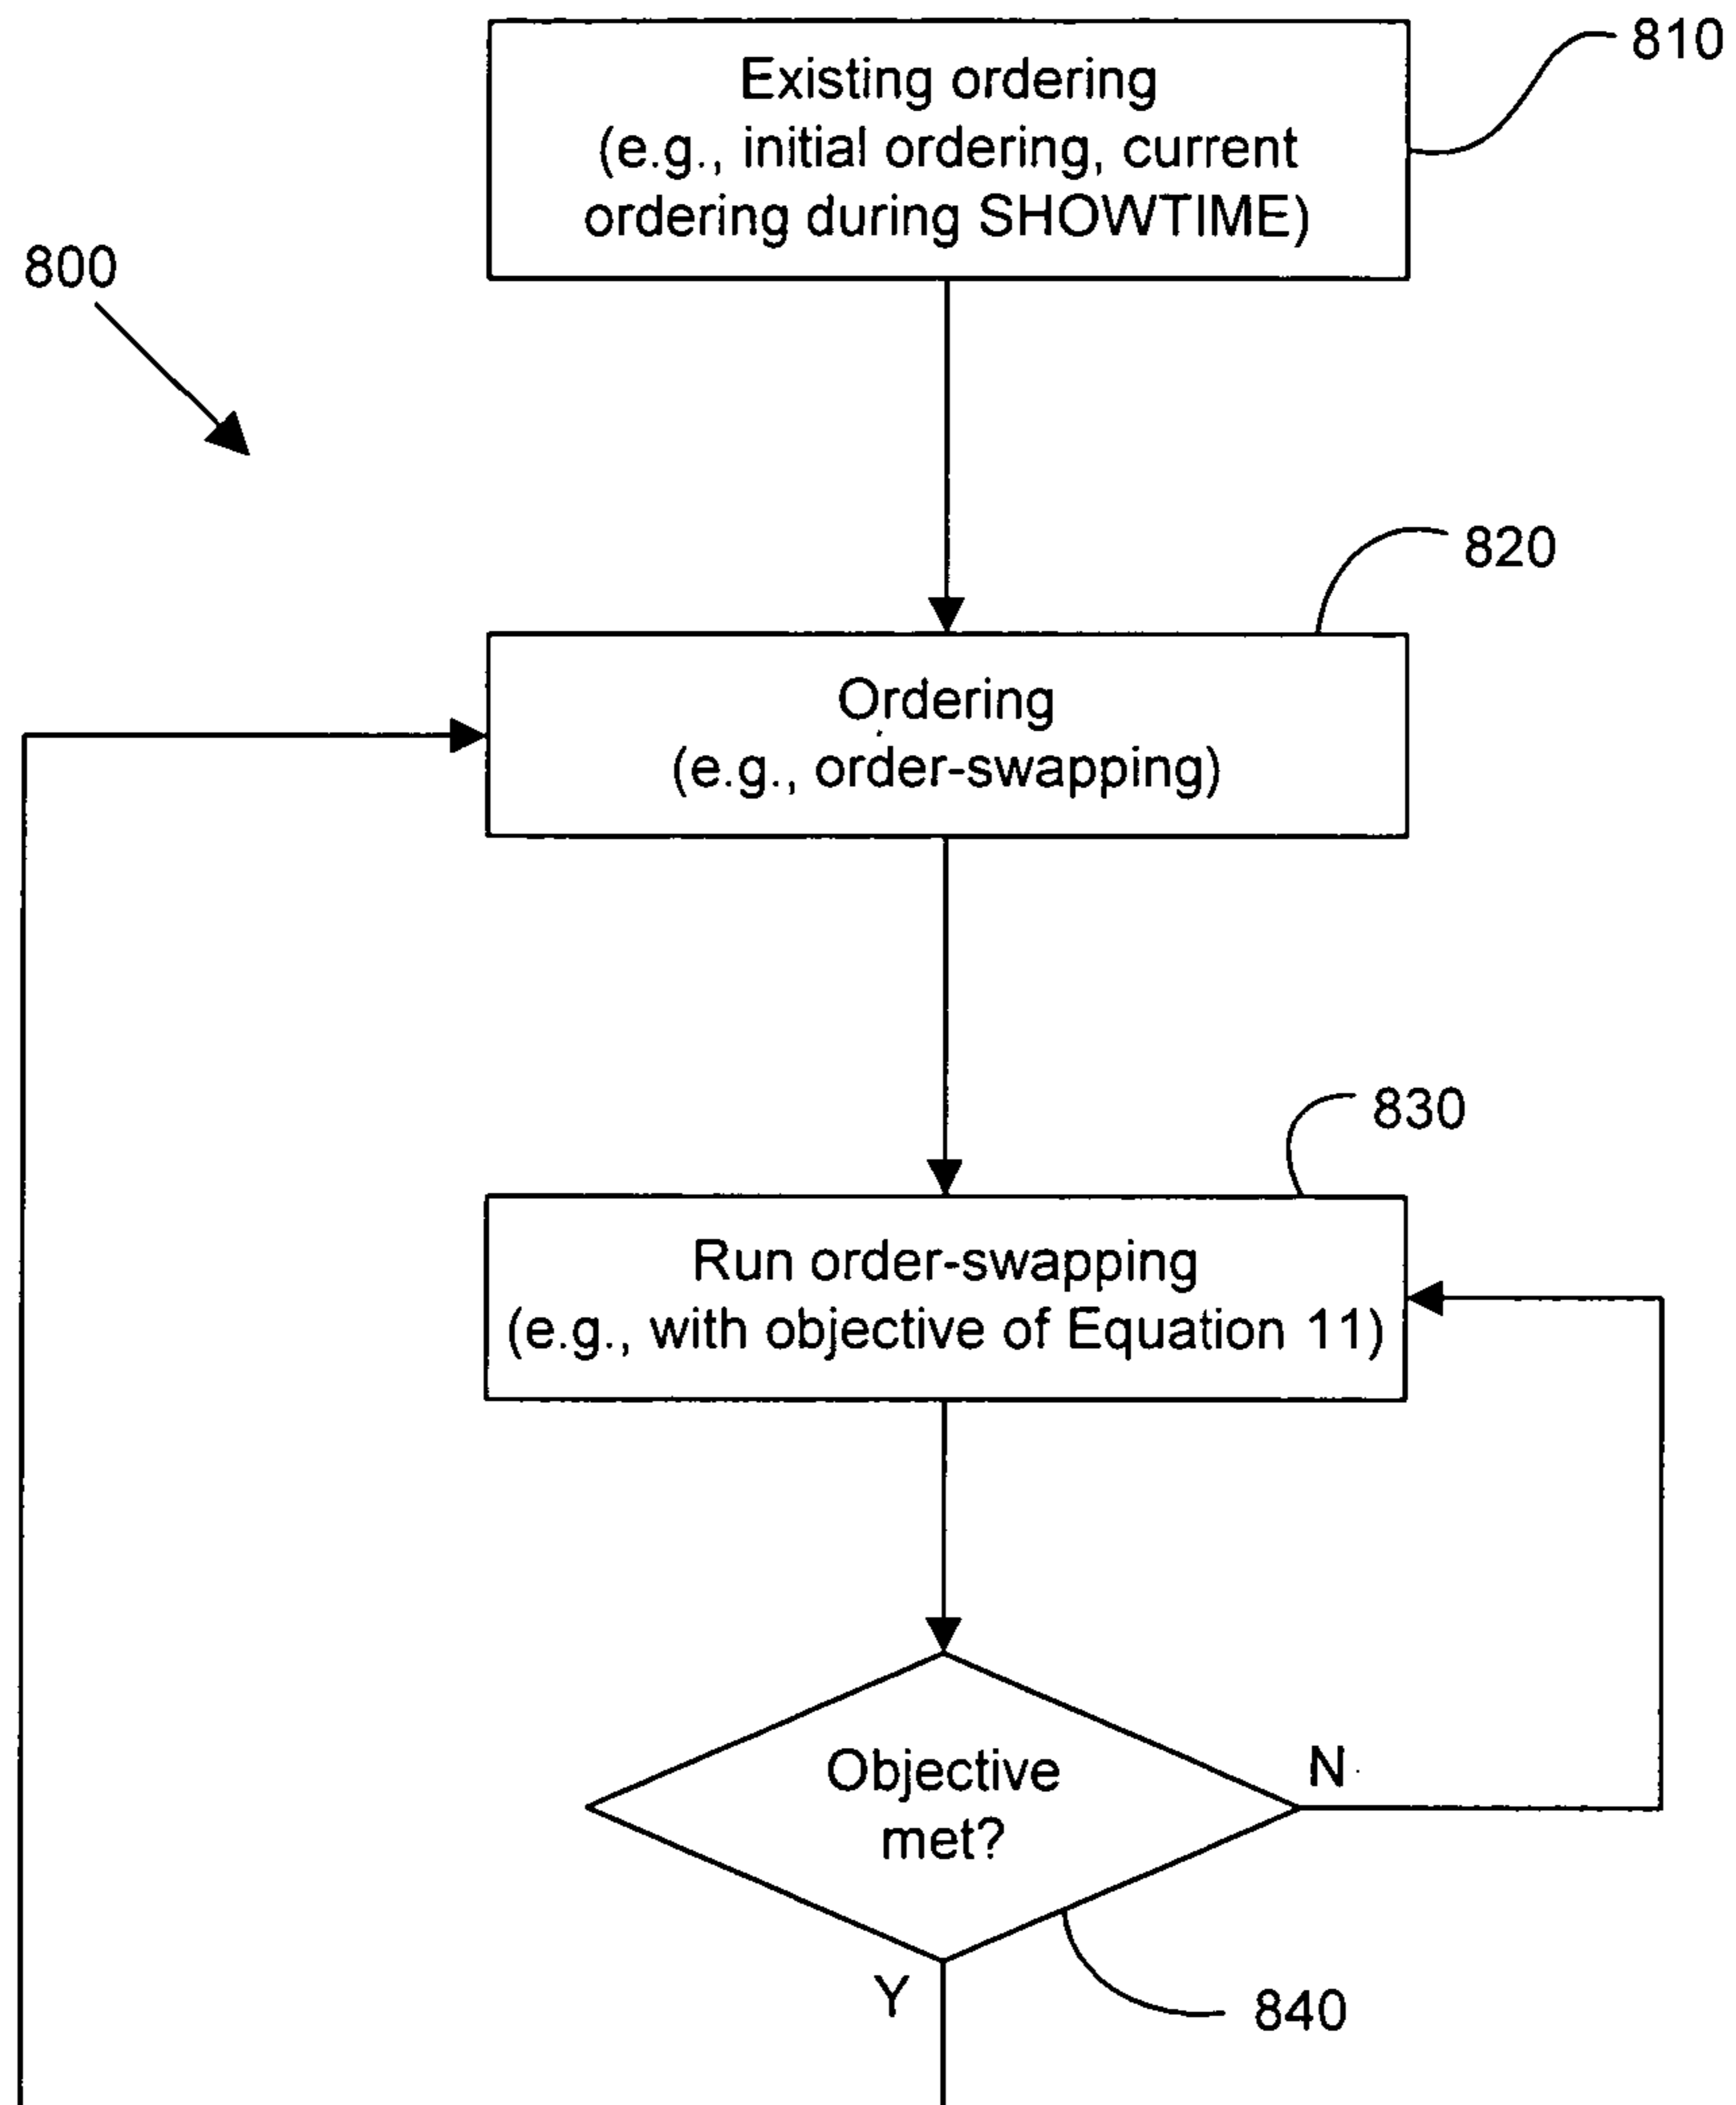 810
Existing ordering
(e.g., initial ordering, current
ordering during SHOWTIME)
800
820
Ordering
(e.g., order-swapping)
830
Run order-swapping
(e.g., with objective of Equation 11)
Objective
met?
N
Y
840